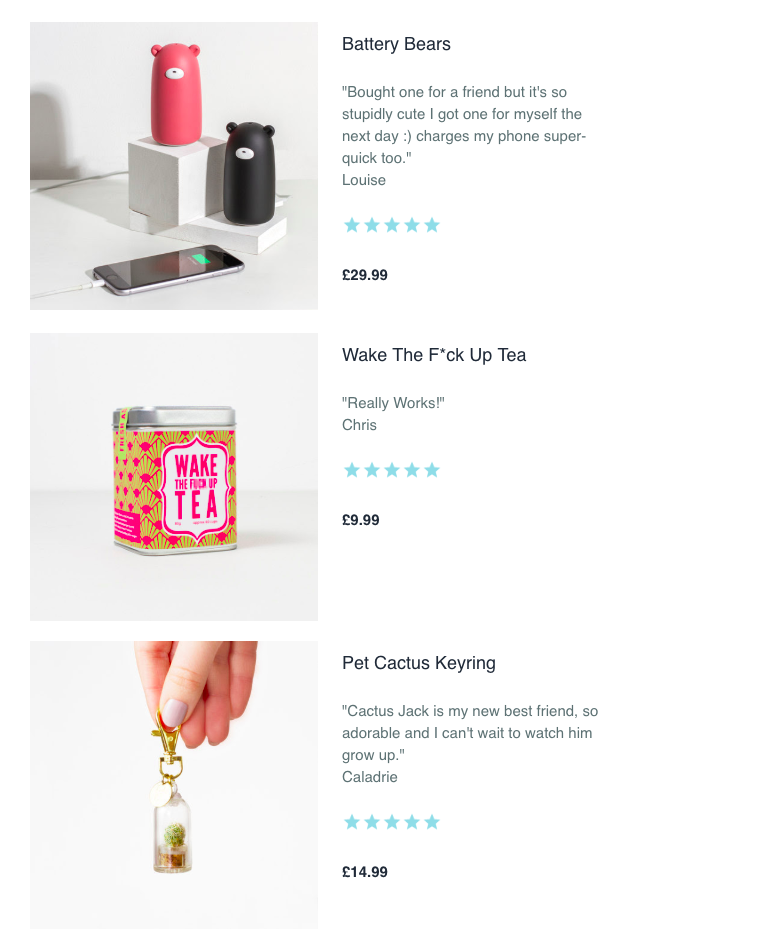 Battery Bears
"Bought one for a friend but it's so
stupidly cute I got one for myself the
next day :) charges my phone super-
quick too."
Louise
£29.99
Wake The F*ck Up Tea
"Really Works!"
Chris
£9.99
FRESH
WAKE
THE FUCK UP
TEA
Pet Cactus Keyring
"Cactus Jack is my new best friend, so
adorable and I can't wait to watch him
grow up."
Caladrie
£14.99